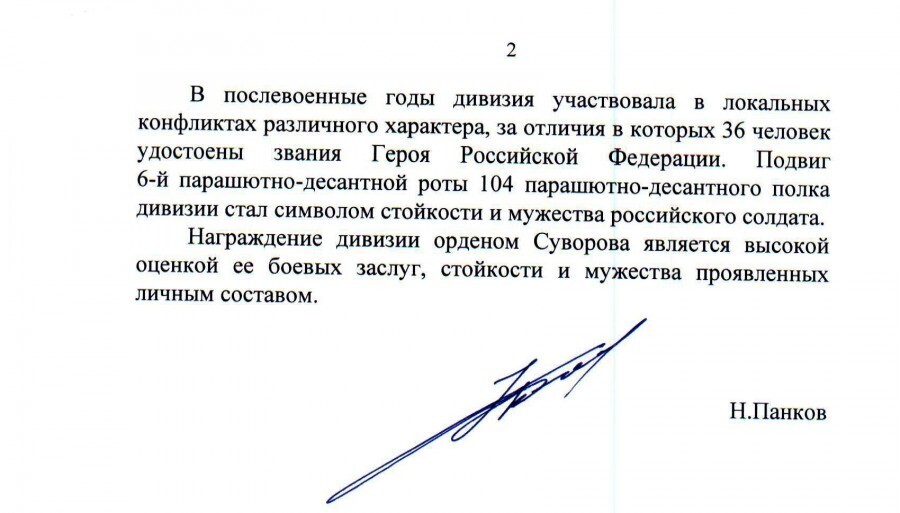 2
В послевоенные годы дивизия участвовала в локальных
конфликтах различного характера, за отличия в которых 36 человек
удостоены звания Героя Российской Федерации. Подвиг
6-й парашютно-десантной роты 104 парашютно-десантного полка
дивизии стал символом стойкости и мужества российского солдата.
Награждение дивизии орденом Суворова является высокой
оценкой ее боевых заслуг, стойкости и мужества проявленных
личным составом.
Н.Панков